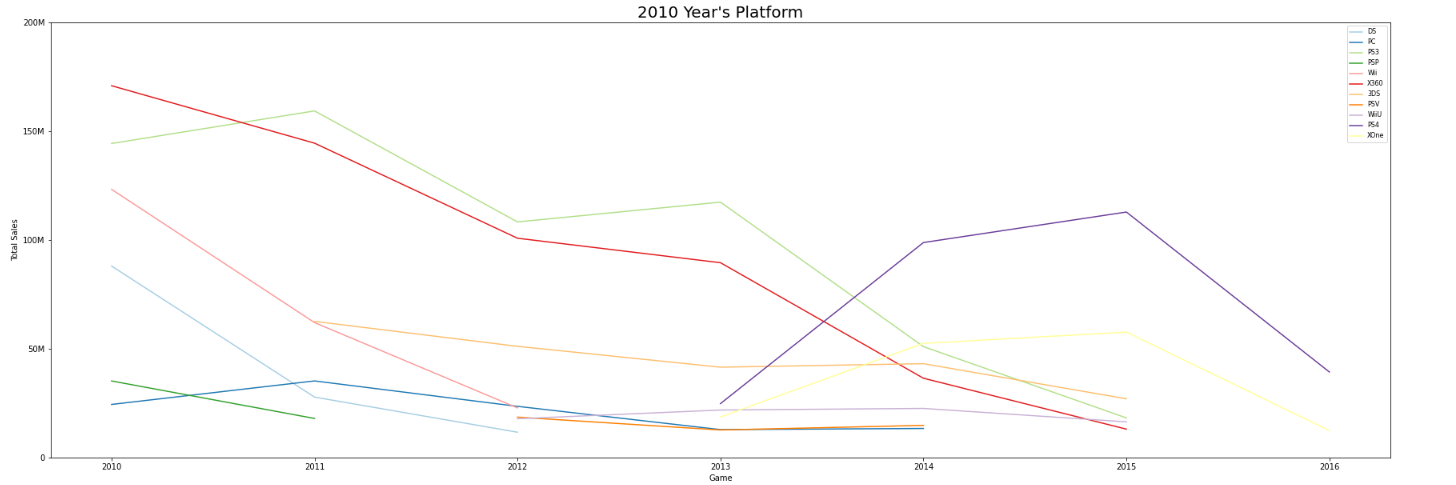 2010 Year's Platform
200M
150M
100M
50M
0
Total Sales
2010 2011 2012 2013 2014 2015 2016
Game
DS
PC
PS3
PSP
Wii
X360
3DS
PSV
WiiU
PS4
XOne